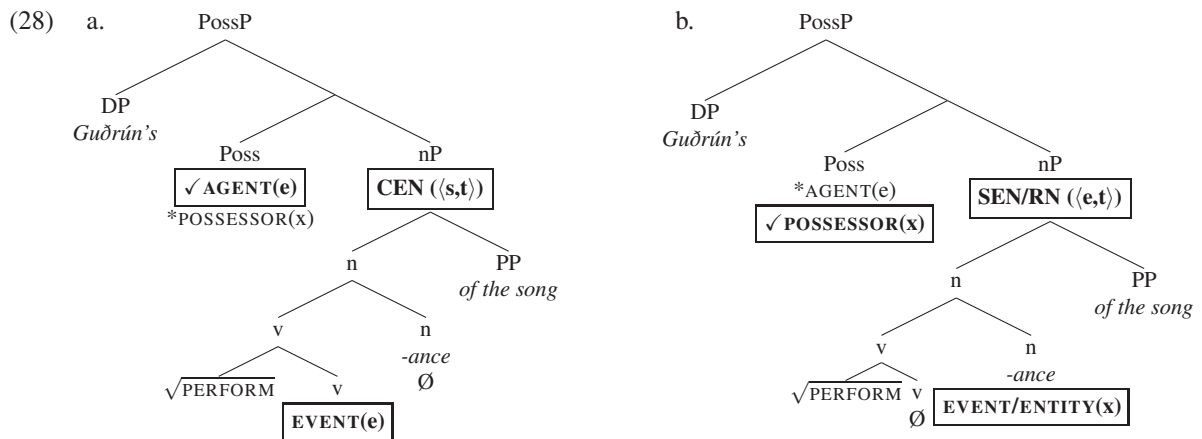 (28) a. PossP b. PossP
DP DP
Guðrún's Guðrún's
Poss nP Poss nP
✓AGENT(e) CEN (⟨s,t⟩) *AGENT(e) SEN/RN (⟨e,t⟩)
*POSSESSOR(x) ✓POSSESSOR(x)
n PP n PP
of the song of the song
v n v n
-ance -ance
√PERFORM v Ø √PERFORM v EVENT/ENTITY(x)
EVENT(e) Ø